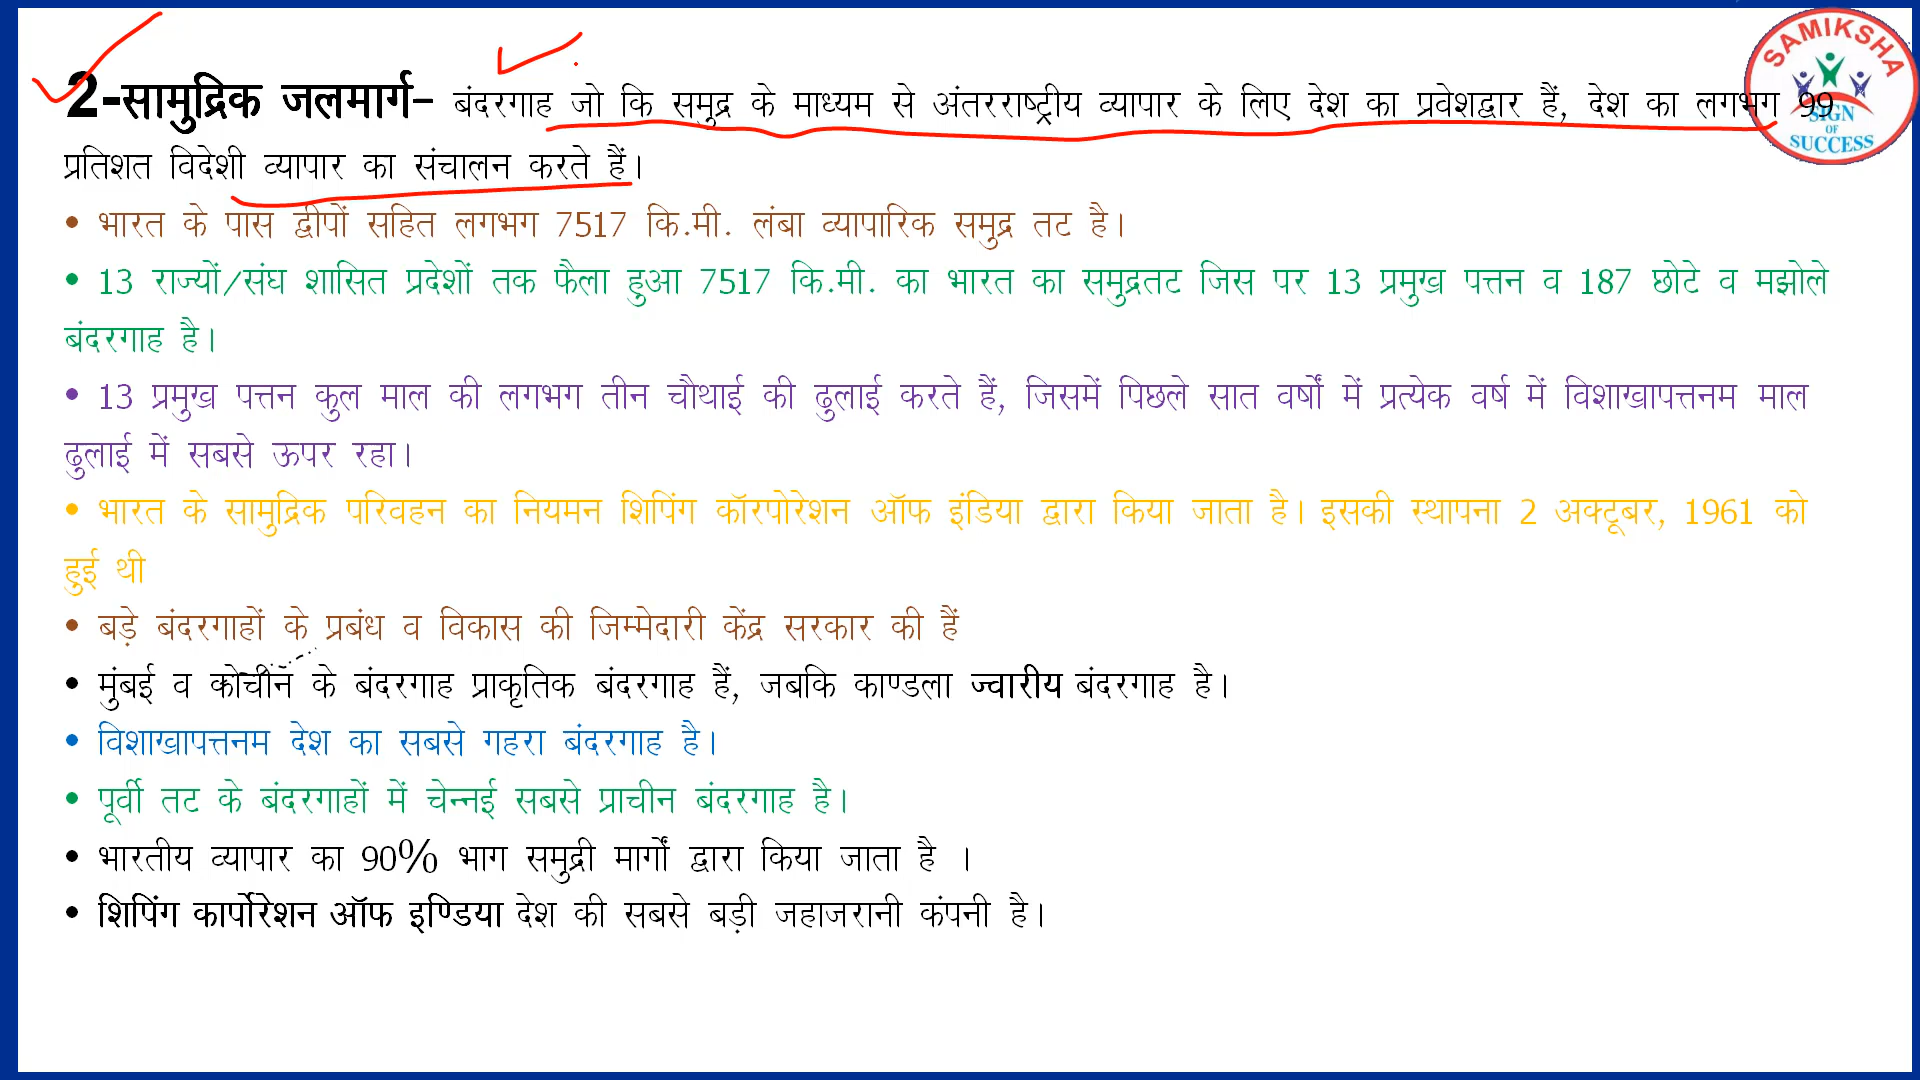 SAMIKSHA
SIGN
OF
SUCCESS
2-सामुद्रिक जलमार्ग– बंदरगाह जो कि समुद्र के माध्यम से अंतरराष्ट्रीय व्यापार के लिए देश का प्रवेशद्वार हैं, देश का लगभग 99
प्रतिशत विदेशी व्यापार का संचालन करते हैं।
• भारत के पास द्वीपों सहित लगभग 7517 कि.मी. लंबा व्यापारिक समुद्र तट है।
• 13 राज्यों/संघ शासित प्रदेशों तक फैला हुआ 7517 कि.मी. का भारत का समुद्रतट जिस पर 13 प्रमुख पत्तन व 187 छोटे व मझोले
बंदरगाह है।
• 13 प्रमुख पत्तन कुल माल की लगभग तीन चौथाई की ढुलाई करते हैं, जिसमें पिछले सात वर्षों में प्रत्येक वर्ष में विशाखापत्तनम माल
ढुलाई में सबसे ऊपर रहा।
• भारत के सामुद्रिक परिवहन का नियमन शिपिंग कॉरपोरेशन ऑफ इंडिया द्वारा किया जाता है। इसकी स्थापना 2 अक्टूबर, 1961 को
हुई थी
• बड़े बंदरगाहों के प्रबंध व विकास की जिम्मेदारी केंद्र सरकार की हैं
• मुंबई व कोचीन के बंदरगाह प्राकृतिक बंदरगाह हैं, जबकि काण्डला ज्वारीय बंदरगाह है।
• विशाखापत्तनम देश का सबसे गहरा बंदरगाह है।
• पूर्वी तट के बंदरगाहों में चेन्नई सबसे प्राचीन बंदरगाह है।
• भारतीय व्यापार का 90% भाग समुद्री मार्गों द्वारा किया जाता है ।
• शिपिंग कार्पोरेशन ऑफ इण्डिया देश की सबसे बड़ी जहाजरानी कंपनी है।